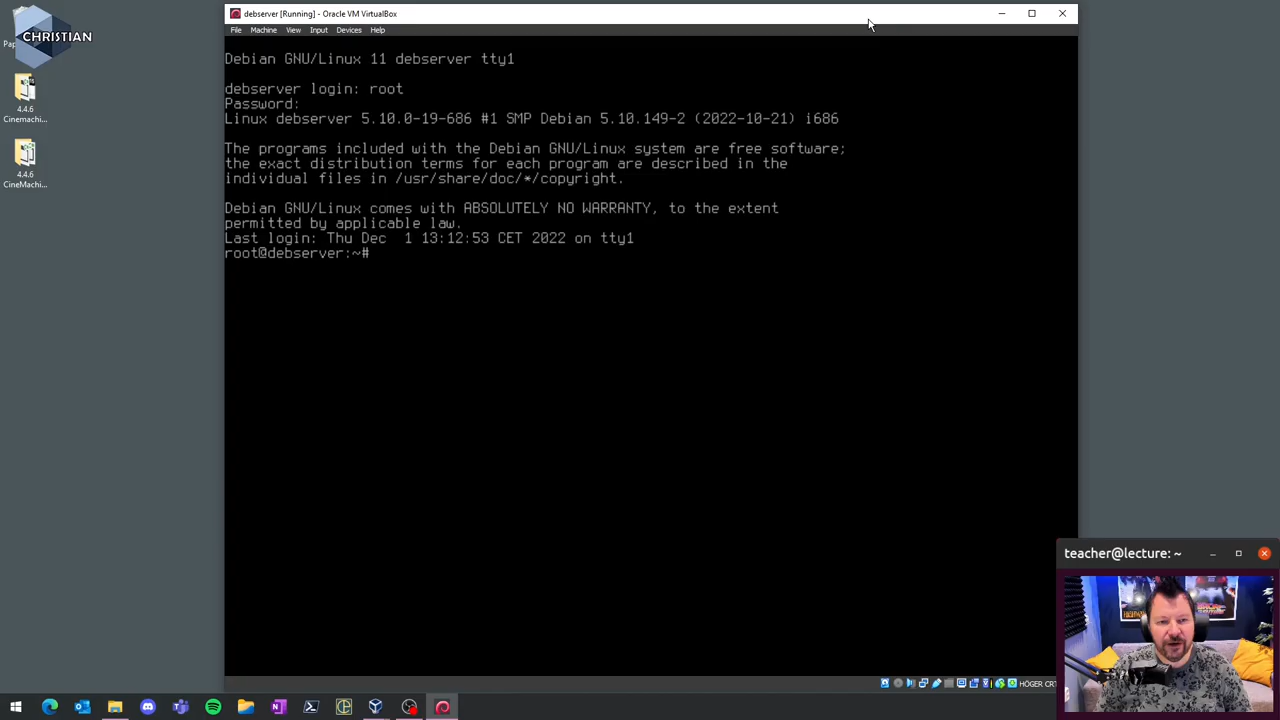 debserver [Running] - Oracle VM VirtualBox
File Machine View Input Devices Help
CHRISTIAN
4.4.6
Cinemachi...
4.4.6
CineMachi...
Debian GNU/Linux 11 debserver tty1
debserver login: root
Password:
Linux debserver 5.10.0-19-686 #1 SMP Debian 5.10.149-2 (2022-10-21) i686
The programs included with the Debian GNU/Linux system are free software;
the exact distribution terms for each program are described in the
individual files in /usr/share/doc/*/copyright.
Debian GNU/Linux comes with ABSOLUTELY NO WARRANTY, to the extent
permitted by applicable law.
Last login: Thu Dec  1 13:12:53 CET 2022 on tty1
root@debserver:~#
teacher@lecture: ~
HÖGER